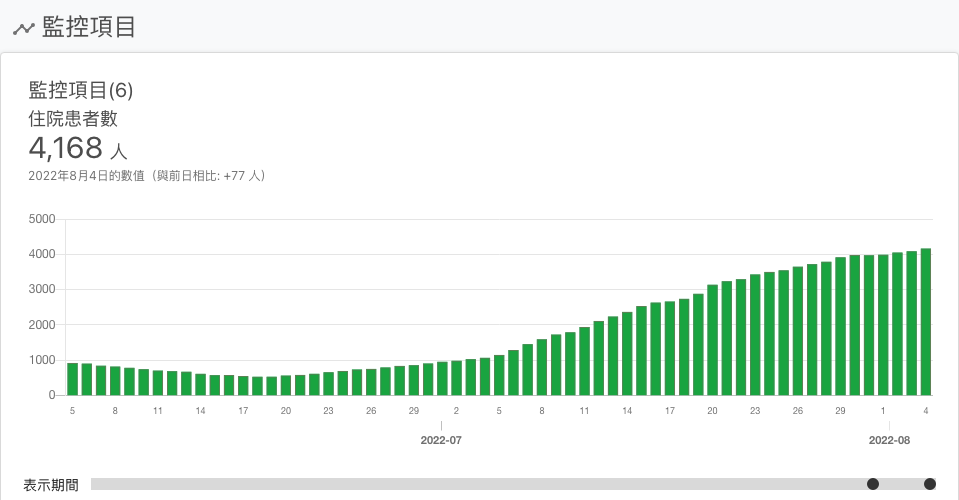 監控項目
監控項目(6)
住院患者數
4,168 人
2022年8月4日的數值（與前日相比: +77 人）
5000
4000
3000
2000
1000
0
5 8 11 14 17 20 23 26 29 2 5 8 11 14 17 20 23 26 29 1 4
2022-07 2022-08
表示期間